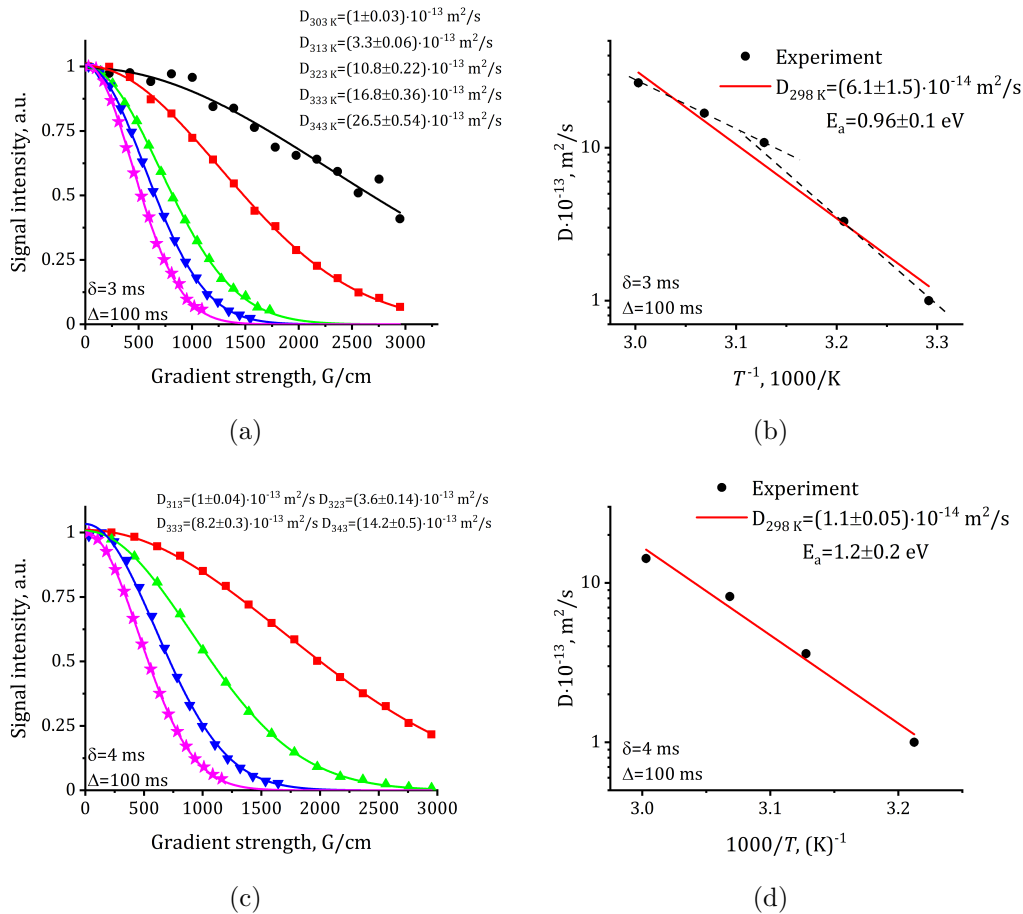 D303 K=(1±0.03)·10-13 m2/s
D313 K=(3.3±0.06)·10-13 m2/s
D323 K=(10.8±0.22)·10-13 m2/s
D333 K=(16.8±0.36)·10-13 m2/s
D343 K=(26.5±0.54)·10-13 m2/s
Signal intensity, a.u.
1
0.75
0.5
0.25
0
δ=3 ms
Δ=100 ms
0 500 1000 1500 2000 2500 3000
Gradient strength, G/cm
(a)
Experiment
D298 K=(6.1±1.5)·10-14 m2/s
Ea=0.96±0.1 eV
D·10-13, m2/s
10
1
δ=3 ms
Δ=100 ms
3.0 3.1 3.2 3.3
T-1, 1000/K
(b)
D313=(1±0.04)·10-13 m2/s D323=(3.6±0.14)·10-13 m2/s
D333=(8.2±0.3)·10-13 m2/s D343=(14.2±0.5)·10-13 m2/s
Signal intensity, a.u.
1
0.75
0.5
0.25
0
δ=4 ms
Δ=100 ms
0 500 1000 1500 2000 2500 3000
Gradient strength, G/cm
(c)
Experiment
D298 K=(1.1±0.05)·10-14 m2/s
Ea=1.2±0.2 eV
D·10-13, m2/s
10
1
δ=4 ms
Δ=100 ms
3.0 3.1 3.2
1000/T, (K)-1
(d)